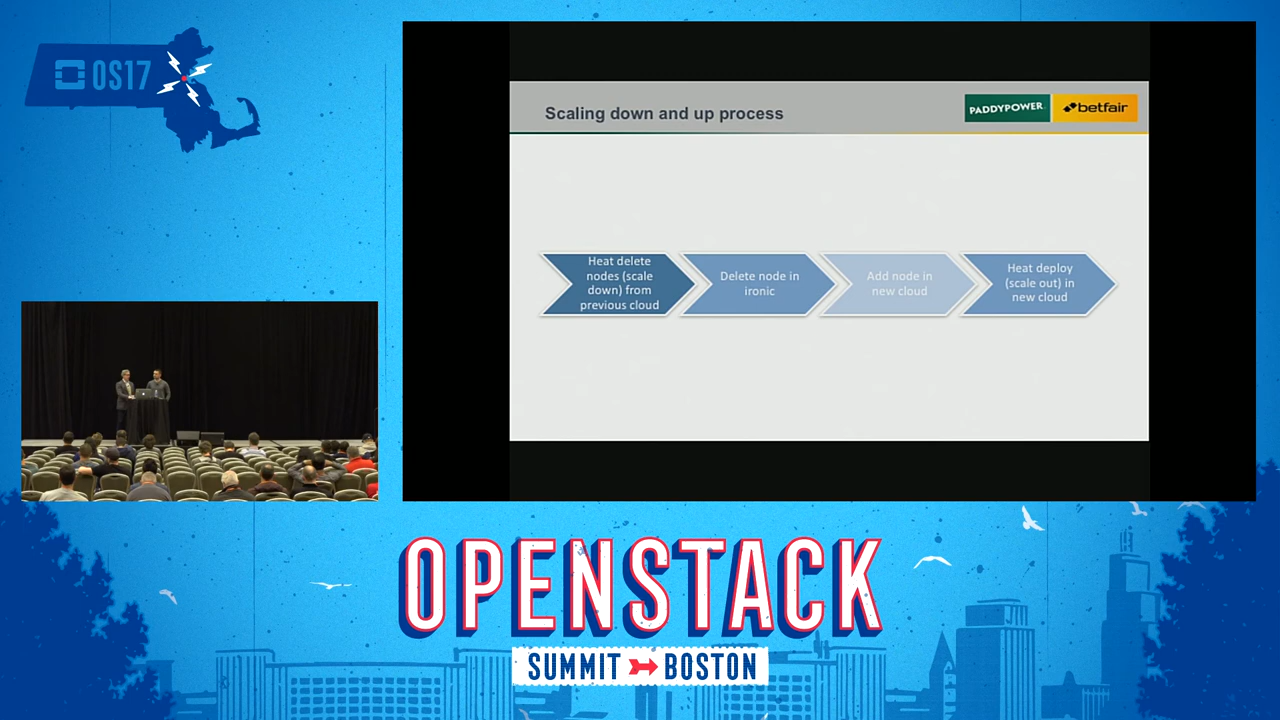 OS17
Scaling down and up process
PADDYPOWER.
betfair
Heat delete
nodes (scale
down) from
previous cloud
Delete node in
ironic
Add node in
new cloud
Heat deploy
(scale out) in
new cloud
OPENSTACK
SUMMIT BOSTON